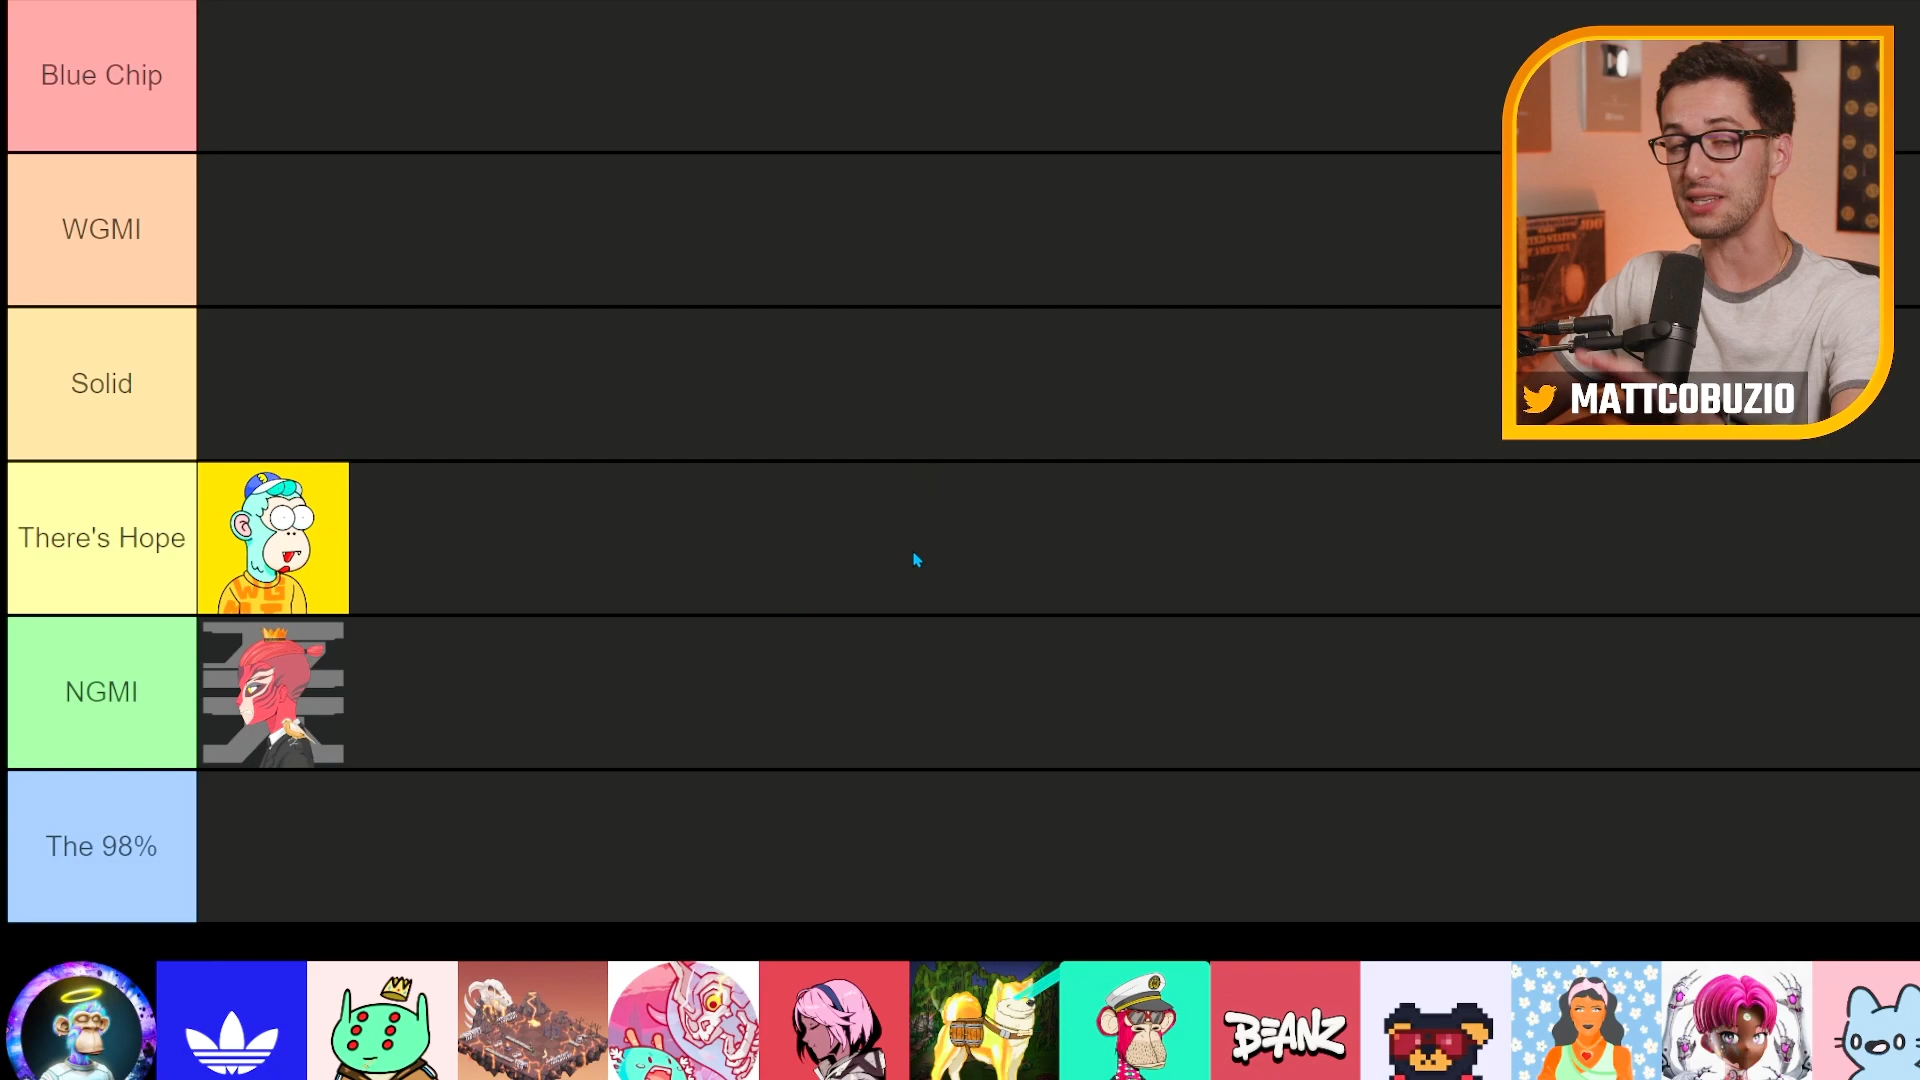 Blue Chip
WGMI
Solid
There's Hope
NGMI
The 98%
MATTCOBUZIO
BEANZ